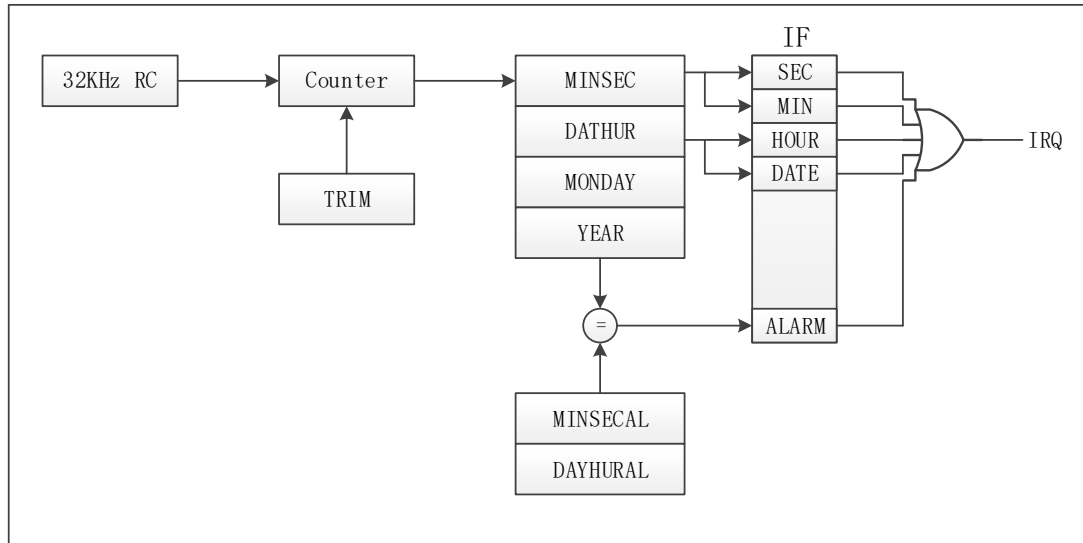 IF
32KHz RC
Counter
MINSEC
SEC
MIN
DATHUR
HOUR
IRQ
DATE
TRIM
MONDAY
YEAR
=
ALARM
MINSECAL
DAYHURAL